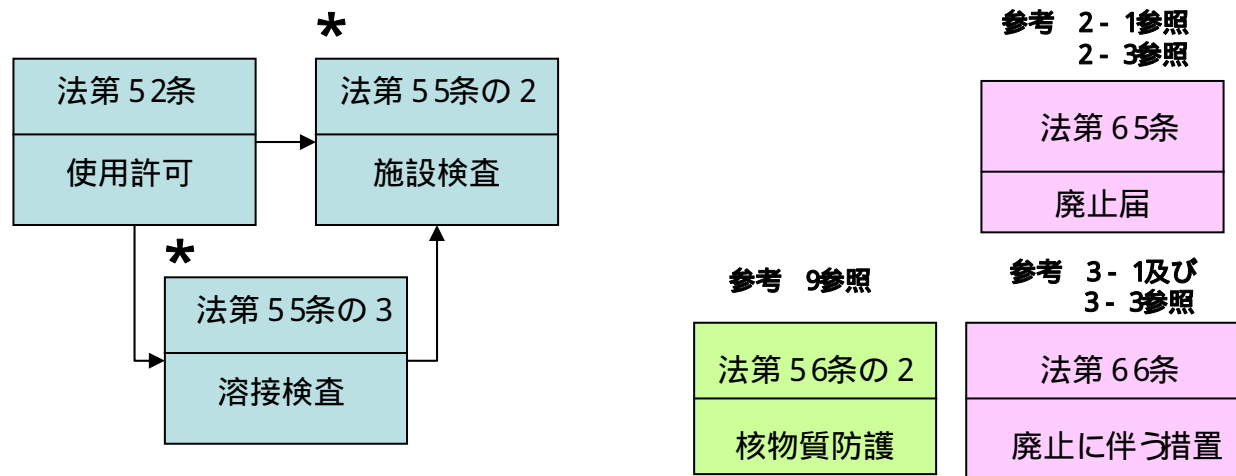 *
法第52条
使用許可
法第55条の2
施設検査
*
法第55条の3
溶接検査
参考 2-1参照
2-3参照
法第65条
廃止届
参考 9参照
法第56条の2
核物質防護
参考 3-1及び
3-3参照
法第66条
廃止に伴う措置